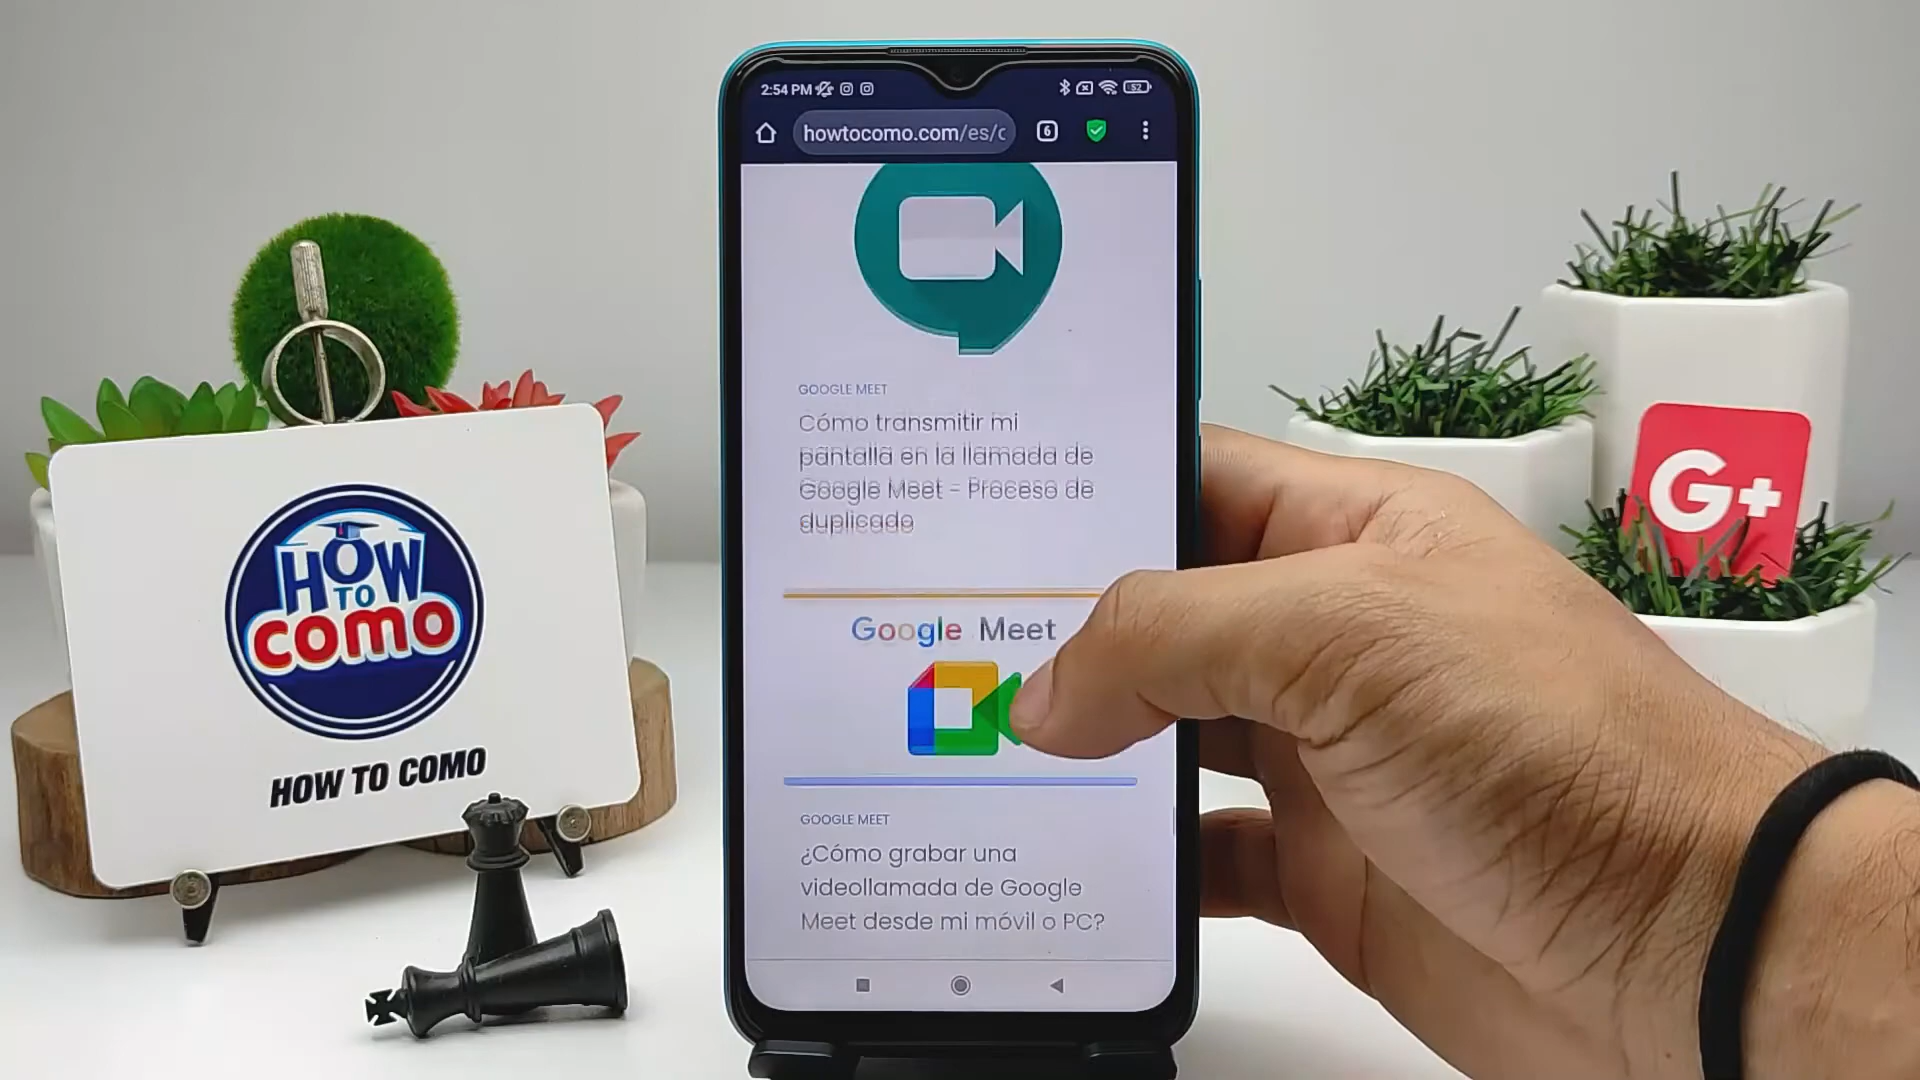 2:54 PM
52
howtocomo.com/es/c
6
GOOGLE MEET
Cómo transmitir mi
pantalla en la llamada de
Google Meet - Proceso de
duplicado
Google Meet
GOOGLE MEET
¿Cómo grabar una
videollamada de Google
Meet desde mi móvil o PC?
HOW
TO
COMO
HOW TO COMO
G+